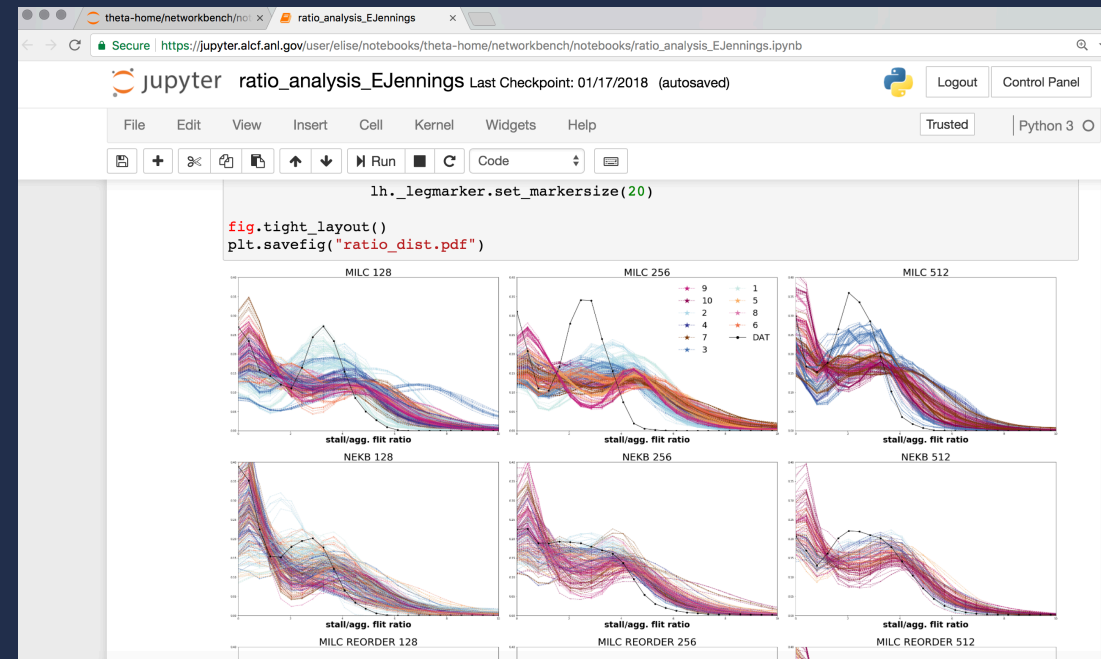 theta-home/networkbench/not
ratio_analysis_EJennings
Secure
https://jupyter.alcf.anl.gov/user/elise/notebooks/theta-home/networkbench/notebooks/ratio_analysis_EJennings.ipynb
jupyter ratio_analysis_EJennings Last Checkpoint: 01/17/2018 (autosaved)
Logout
Control Panel
File Edit View Insert Cell Kernel Widgets Help
Trusted
Python 3
Run
Code
lh._legmarker.set_markersize(20)
fig.tight_layout()
plt.savefig("ratio_dist.pdf")
MILC 128
MILC 256
MILC 512
9 1
10 5
2 8
4 6
7 DAT
3
stall/agg. flit ratio
stall/agg. flit ratio
stall/agg. flit ratio
NEKB 128
NEKB 256
NEKB 512
stall/agg. flit ratio
stall/agg. flit ratio
stall/agg. flit ratio
MILC REORDER 128
MILC REORDER 256
MILC REORDER 512